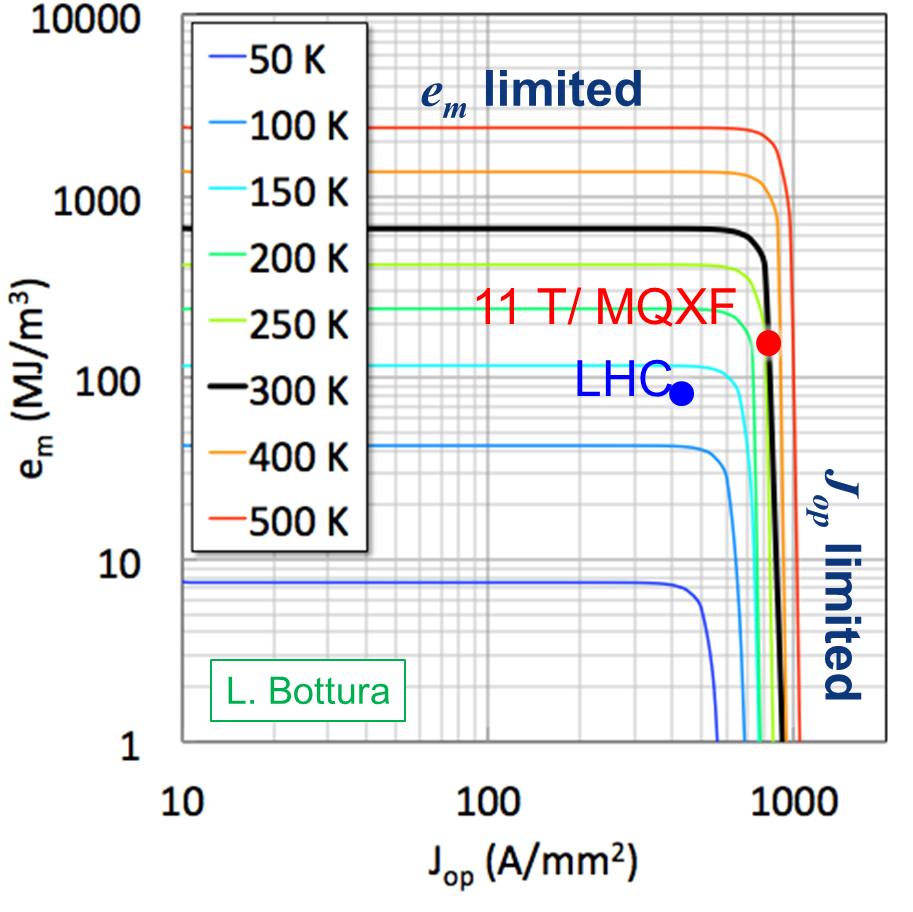 10000
1000
100
10
1
e_m (MJ/m³)
50 K
100 K
150 K
200 K
250 K
300 K
400 K
500 K
e_m limited
11 T/ MQXF
LHC
J_op limited
L. Bottura
10
100
1000
J_op (A/mm²)